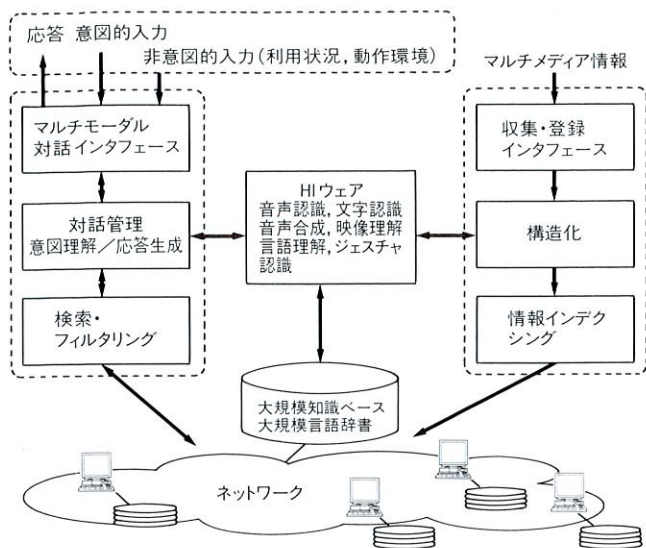 応答 意図的入力
非意図的入力(利用状況,動作環境)
マルチモーダル
対話インタフェース
対話管理
意図理解/応答生成
検索・
フィルタリング
HIウェア
音声認識,文字認識
音声合成,映像理解
言語理解,ジェスチャ
認識
大規模知識ベース
大規模言語辞書
マルチメディア情報
収集・登録
インタフェース
構造化
情報インデク
シング
ネットワーク